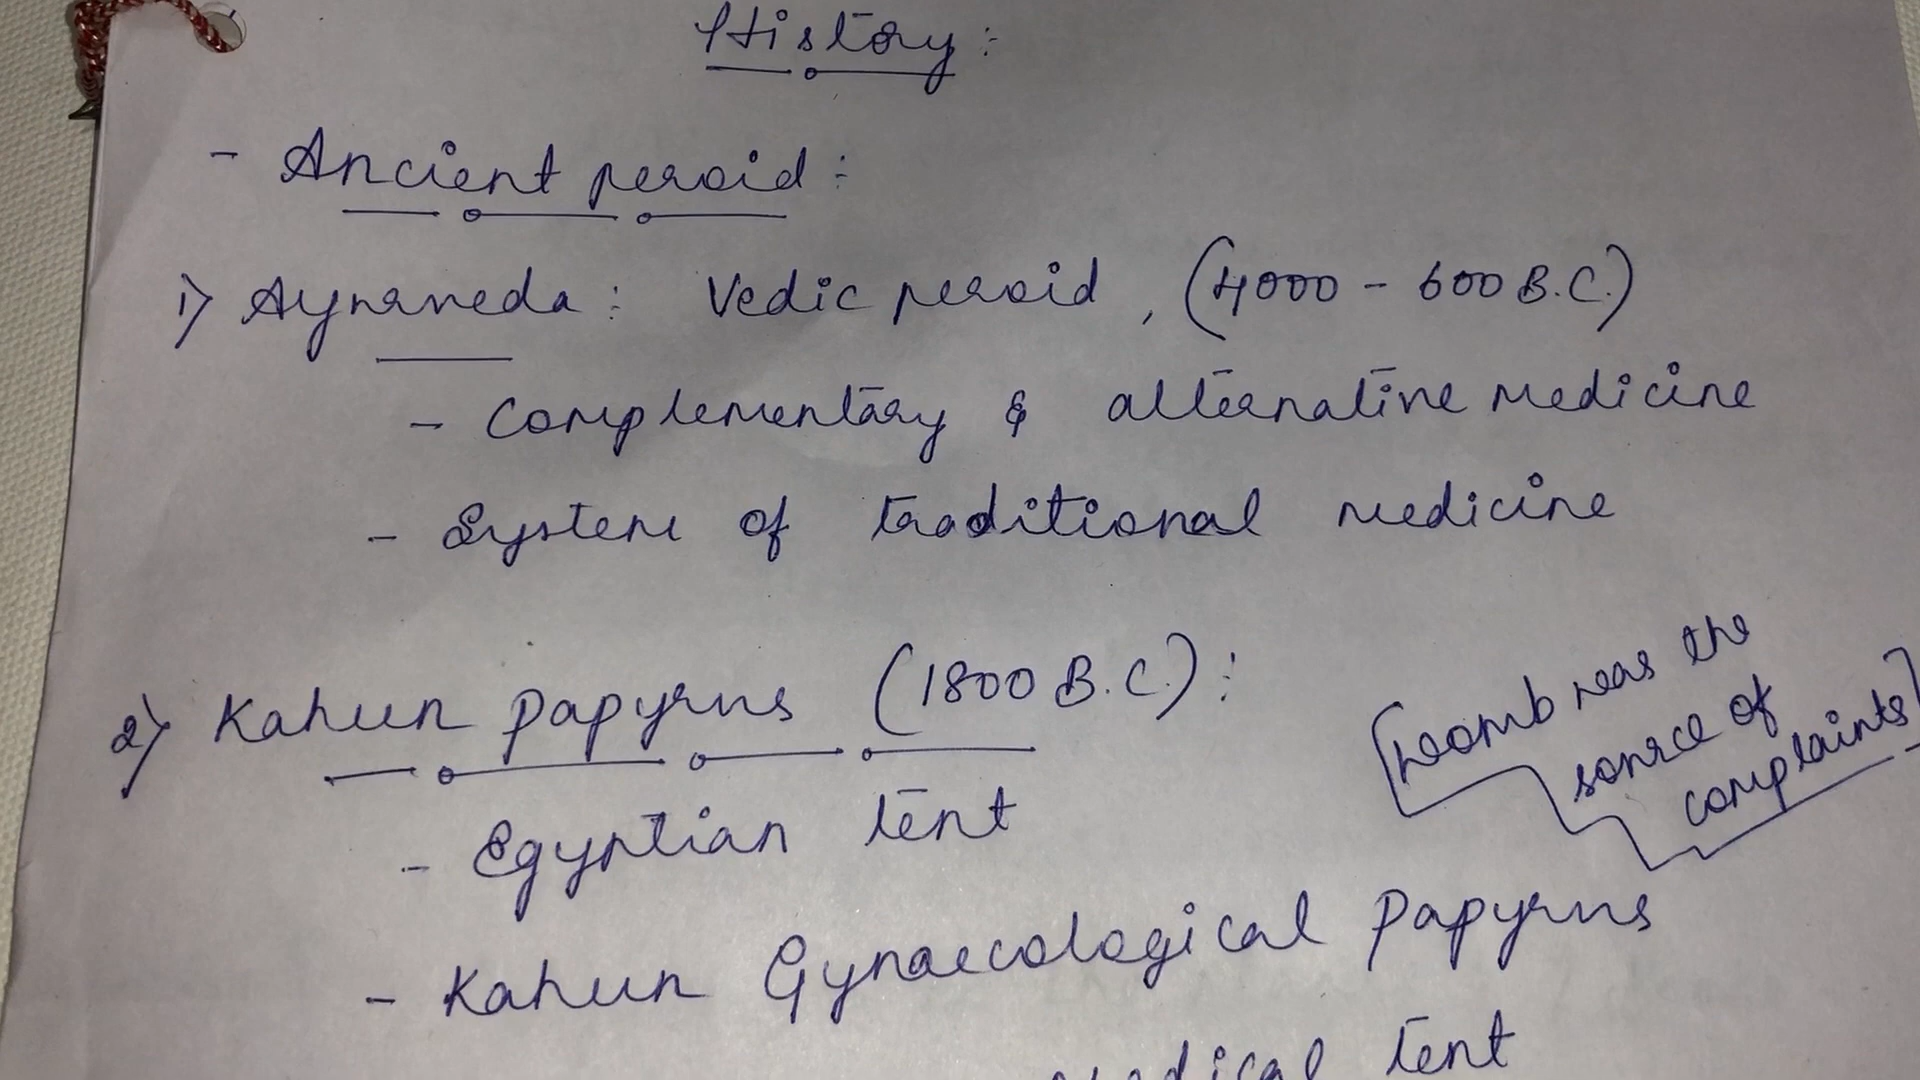 History:
- Ancient peroid:
1) Ayurveda: Vedic peroid, (4000 - 600 B.C.)
- Complementary & alternative medicine
- System of traditional medicine
2) Kahun Papyrus (1800 B.C.):
[womb was the
source of
complaints]
- Egyptian text
- Kahun Gynaecological Papyrus
medical text